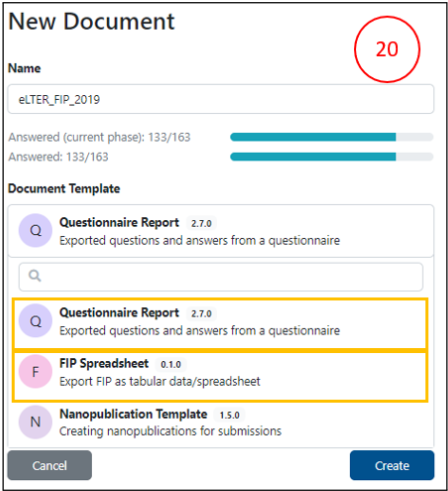 New Document
20
Name
eLTER_FIP_2019
Answered (current phase): 133/163
Answered: 133/163
Document Template
Q
Questionnaire Report 2.7.0
Exported questions and answers from a questionnaire
Q
Questionnaire Report 2.7.0
Exported questions and answers from a questionnaire
F
FIP Spreadsheet 0.1.0
Export FIP as tabular data/spreadsheet
N
Nanopublication Template 1.5.0
Creating nanopublications for submissions
Cancel
Create